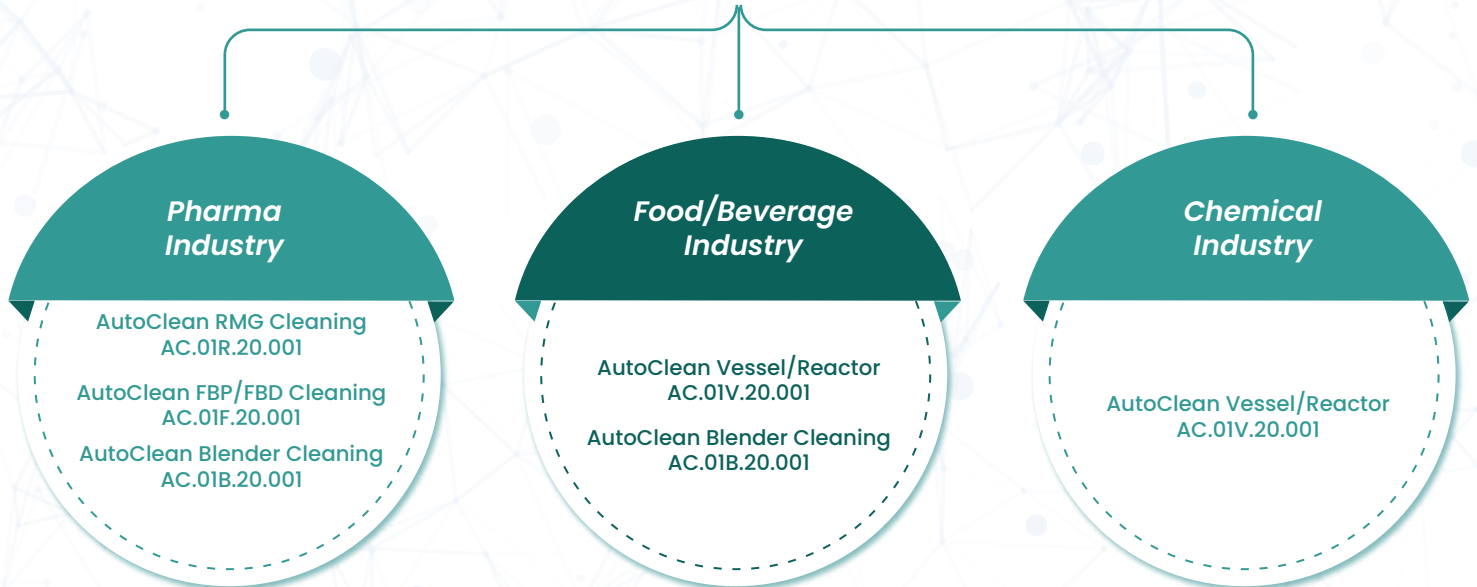 Pharma
Industry
AutoClean RMG Cleaning
AC.01R.20.001
AutoClean FBP/FBD Cleaning
AC.01F.20.001
AutoClean Blender Cleaning
AC.01B.20.001
Food/Beverage
Industry
AutoClean Vessel/Reactor
AC.01V.20.001
AutoClean Blender Cleaning
AC.01B.20.001
Chemical
Industry
AutoClean Vessel/Reactor
AC.01V.20.001